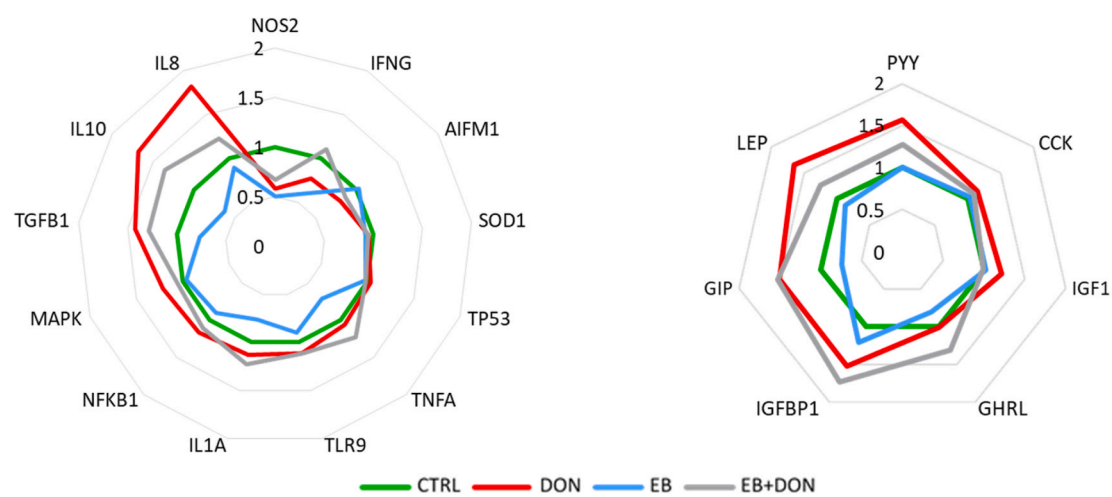 NOS2
2
IL8
IFNG
1.5
IL10
AIFM1
1
0.5
TGFB1
0
SOD1
MAPK
TP53
NFKB1
TNFA
IL1A
TLR9
PYY
2
LEP
1.5
CCK
1
0.5
0
GIP
IGF1
IGFBP1
GHRL
CTRL DON EB EB+DON